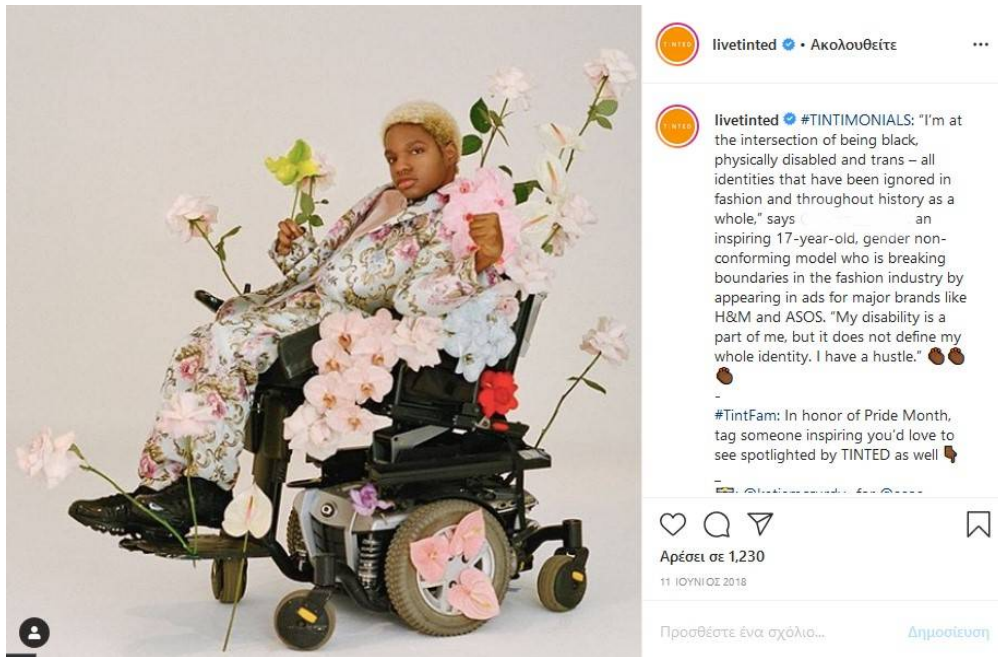 TINTED
livetinted • Ακολουθείτε
TINTED
livetinted #TINTIMONIALS: “I’m at
the intersection of being black,
physically disabled and trans – all
identities that have been ignored in
fashion and throughout history as a
whole,” says an
inspiring 17-year-old, gender non-
conforming model who is breaking
boundaries in the fashion industry by
appearing in ads for major brands like
H&M and ASOS. “My disability is a
part of me, but it does not define my
whole identity. I have a hustle.”
-
#TintFam: In honor of Pride Month,
tag someone inspiring you’d love to
see spotlighted by TINTED as well
–
for
Αρέσει σε 1,230
11 ΙΟΥΝΙΟΣ 2018
Προσθέστε ένα σχόλιο...
Δημοσίευση